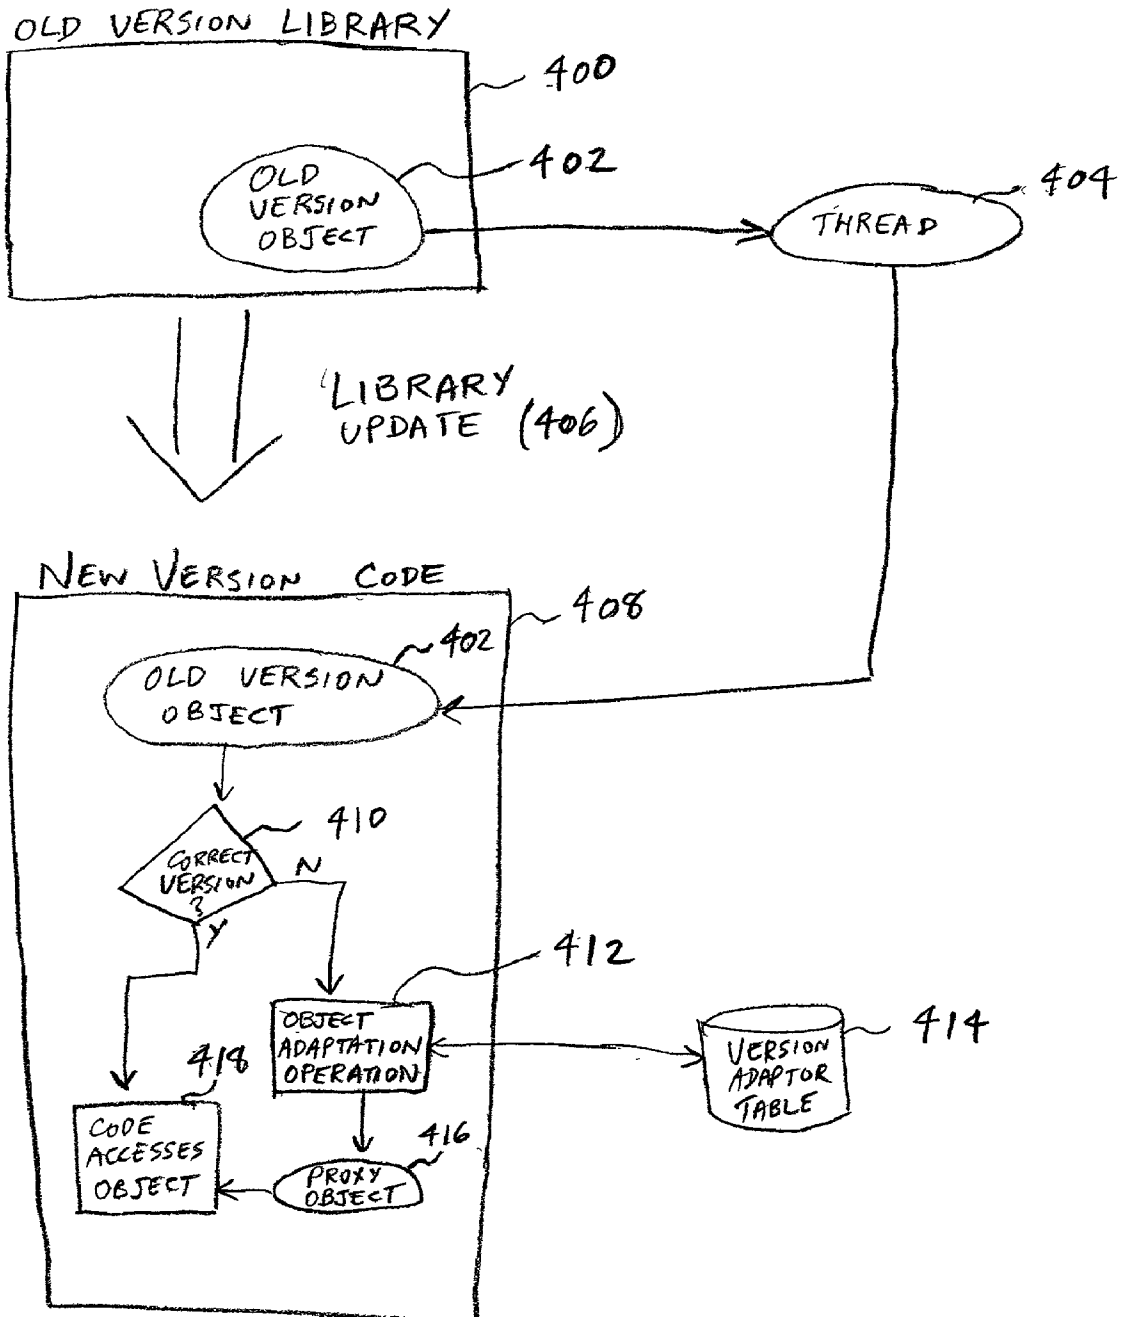 OLD VERSION LIBRARY
400
402
OLD
VERSION
OBJECT
404
THREAD
LIBRARY
UPDATE (406)
NEW VERSION CODE
408
402
OLD VERSION
OBJECT
410
CORRECT
VERSION
?
N
Y
412
OBJECT
ADAPTATION
OPERATION
414
VERSION
ADAPTOR
TABLE
418
CODE
ACCESSES
OBJECT
416
PROXY
OBJECT